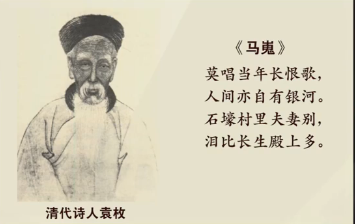 《马嵬》
莫唱当年长恨歌，
人间亦自有银河。
石壕村里夫妻别，
泪比长生殿上多。
清代诗人袁枚